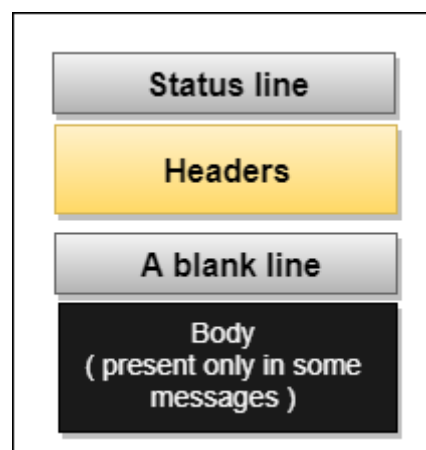 Status line
Headers
A blank line
Body
( present only in some
messages )